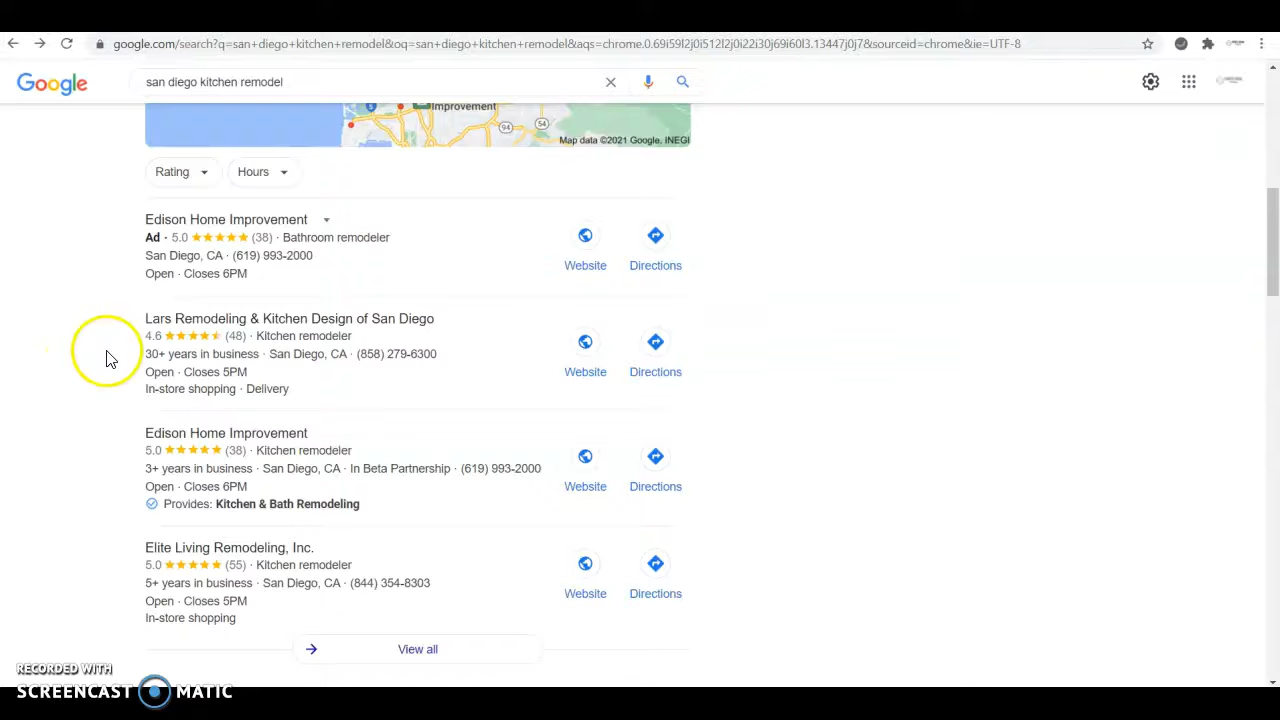 google.com/search?q=san+diego+kitchen+remodel&oq=san+diego+kitchen+remodel&aqs=chrome.0.69i59l2j0i512l2j0i22i30j69i60l3.13447j0j7&sourceid=chrome&ie=UTF-8
Google
san diego kitchen remodel
Improvement
5
94
54
Map data ©2021 Google, INEGI
Rating
Hours
Edison Home Improvement
Ad · 5.0 (38) · Bathroom remodeler
San Diego, CA · (619) 993-2000
Open · Closes 6PM
Website
Directions
Lars Remodeling & Kitchen Design of San Diego
4.6 (48) · Kitchen remodeler
30+ years in business · San Diego, CA · (858) 279-6300
Open · Closes 5PM
In-store shopping · Delivery
Website
Directions
Edison Home Improvement
5.0 (38) · Kitchen remodeler
3+ years in business · San Diego, CA · In Beta Partnership · (619) 993-2000
Open · Closes 6PM
Provides: Kitchen & Bath Remodeling
Website
Directions
Elite Living Remodeling, Inc.
5.0 (55) · Kitchen remodeler
5+ years in business · San Diego, CA · (844) 354-8303
Open · Closes 5PM
In-store shopping
Website
Directions
View all
RECORDED WITH
SCREENCAST MATIC